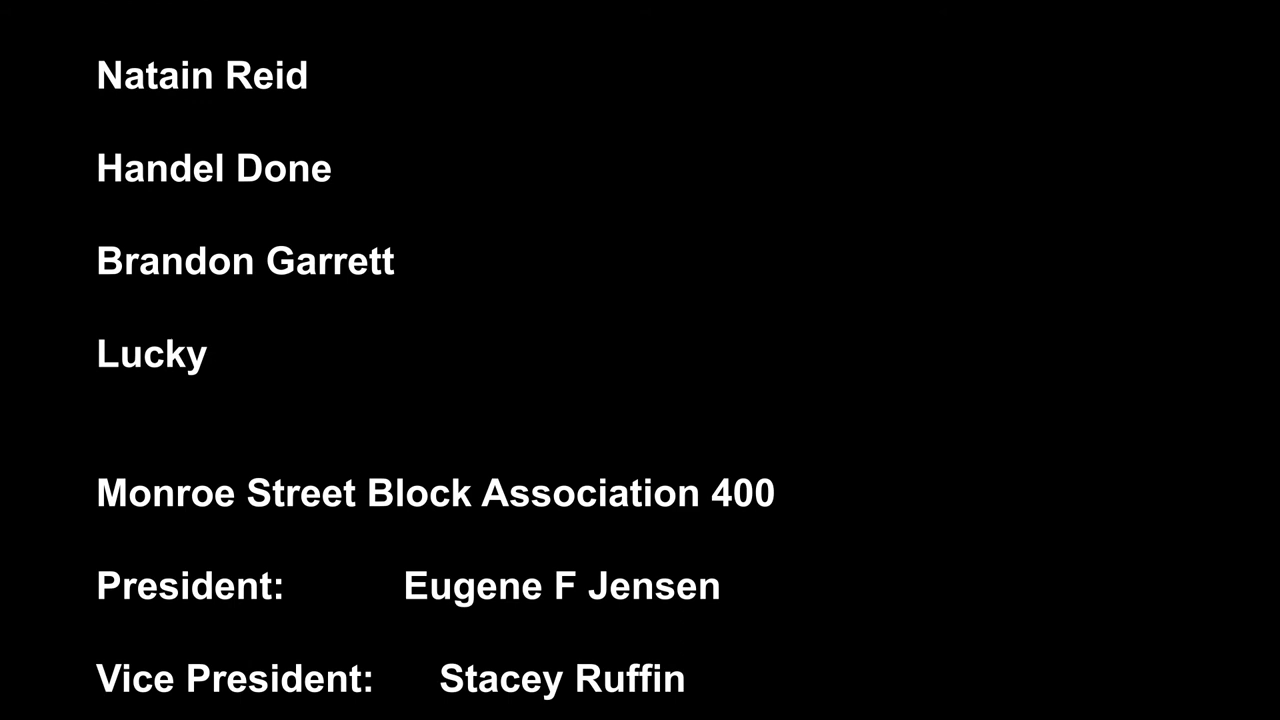 Natain Reid
Handel Done
Brandon Garrett
Lucky
Monroe Street Block Association 400
President: Eugene F Jensen
Vice President: Stacey Ruffin